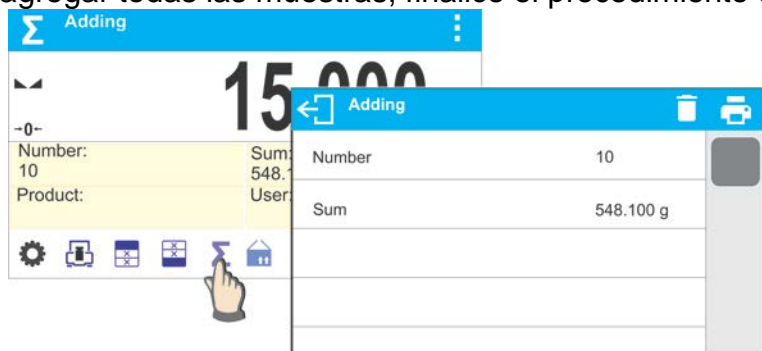 agregar todas las muestras, finalice el procedimiento
Adding
15
→0←
Number:
10
Sum:
548.1
Product:
User:
Adding
Number 10
Sum 548.100 g